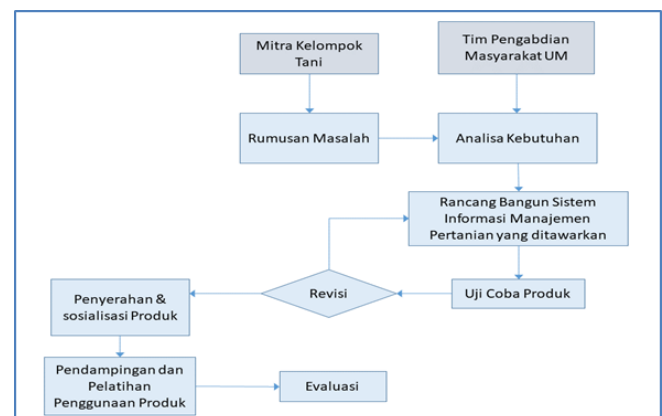 Mitra Kelompok
Tani
Tim Pengabdian
Masyarakat UM
Rumusan Masalah
Analisa Kebutuhan
Rancang Bangun Sistem
Informasi Manajemen
Pertanian yang ditawarkan
Penyerahan &
sosialisasi Produk
Revisi
Uji Coba Produk
Pendampingan dan
Pelatihan
Penggunaan Produk
Evaluasi